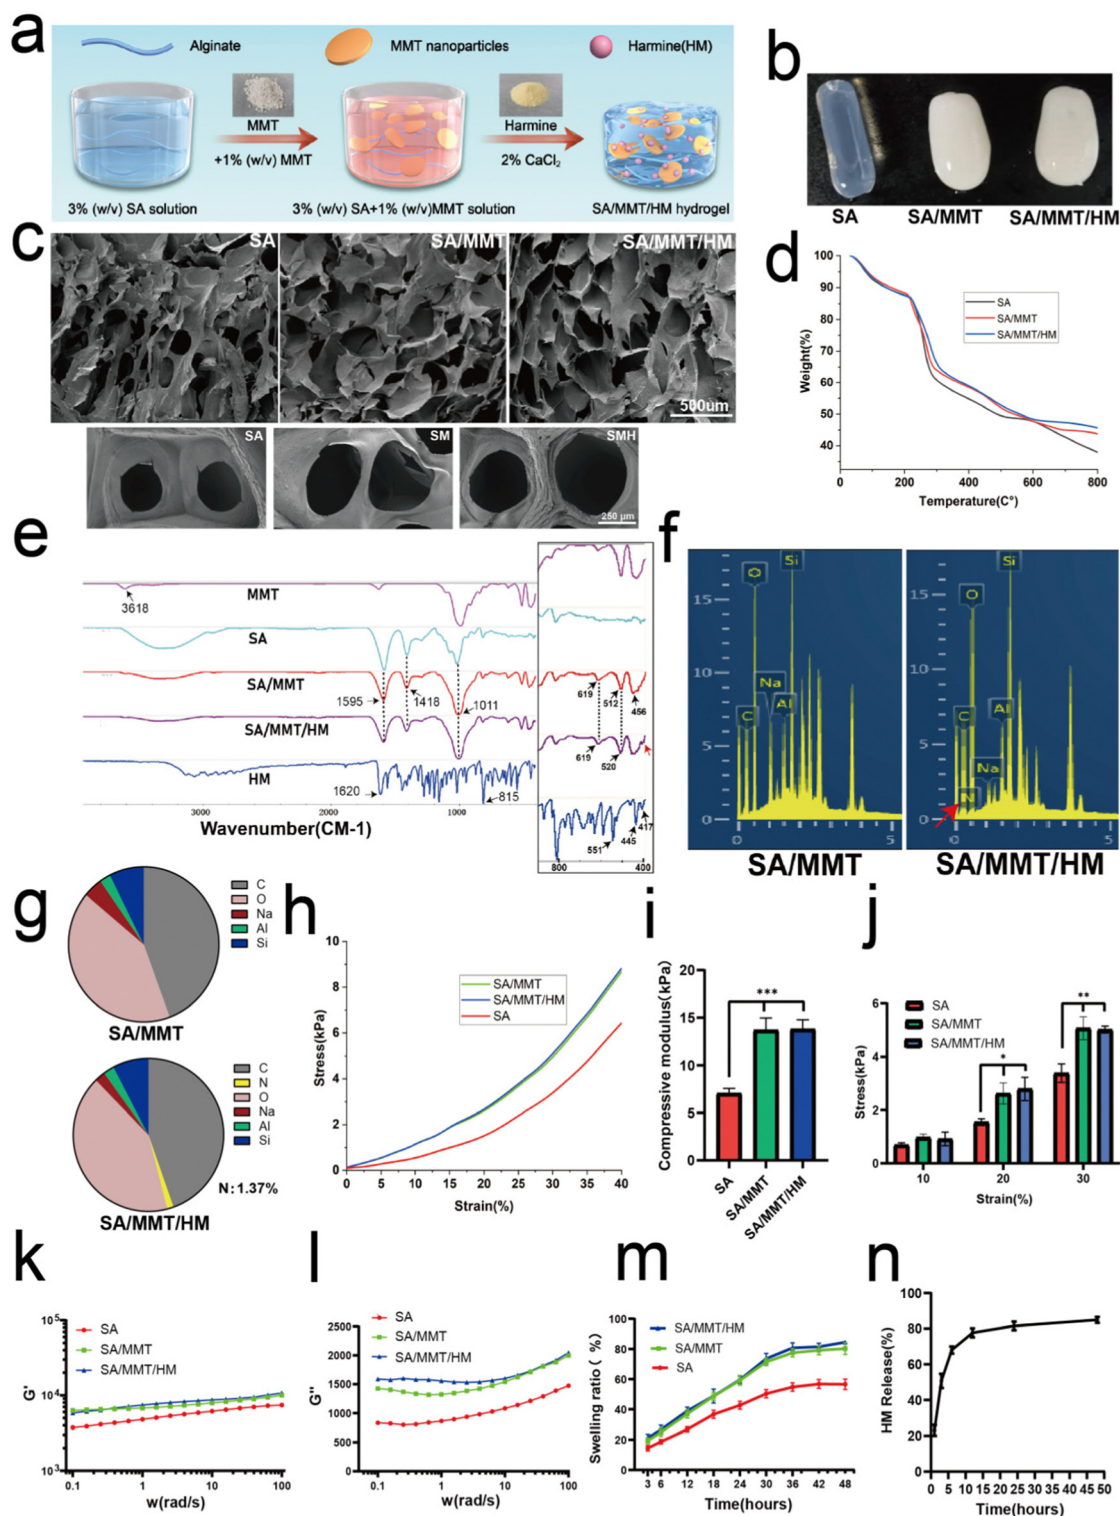 a
Alginate
MMT nanoparticles
Harmine(HM)
MMT
+1% (w/v) MMT
Harmine
2% CaCl₂
3% (w/v) SA solution
3% (w/v) SA+1% (w/v)MMT solution
SA/MMT/HM hydrogel
b
SA
SA/MMT
SA/MMT/HM
c
SA
SA/MMT
SA/MMT/HM
500um
SA
SM
SMH
250 μm
d
100
90
80
70
60
50
40
Weight(%)
SA
SA/MMT
SA/MMT/HM
0
200
400
600
800
Temperature(C°)
e
MMT
3618
SA
SA/MMT
1595
1418
1011
SA/MMT/HM
HM
1620
815
3000
2000
1000
Wavenumber(CM-1)
619
512
456
619
520
551
445
417
800
400
f
15
10
5
0
O
Si
Na
Al
C
0
5
SA/MMT
15
10
5
0
Si
O
Al
C
Na
N
0
5
SA/MMT/HM
g
C
O
Na
Al
Si
SA/MMT
C
N
O
Na
Al
Si
N:1.37%
SA/MMT/HM
h
10
8
6
4
2
0
Stress(kPa)
SA/MMT
SA/MMT/HM
SA
0 5 10 15 20 25 30 35 40
Strain(%)
i
20
15
10
5
0
Compressive modulus(kPa)
***
SA
SA/MMT
SA/MMT/HM
j
6
4
2
0
Stress(kPa)
SA
SA/MMT
SA/MMT/HM
*
**
10
20
30
Strain(%)
k
10⁵
10⁴
10³
G'
SA
SA/MMT
SA/MMT/HM
0.1
1
10
100
w(rad/s)
l
2500
2000
1500
1000
500
0
G''
SA
SA/MMT
SA/MMT/HM
0.1
1
10
100
w(rad/s)
m
100
80
60
40
20
0
Swelling ratio ( %)
SA/MMT/HM
SA/MMT
SA
3 6 12 18 24 30 36 42 48
Time(hours)
n
100
80
60
40
20
0
HM Release(%)
0 5 10 15 20 25 30 35 40 45 50
Time(hours)